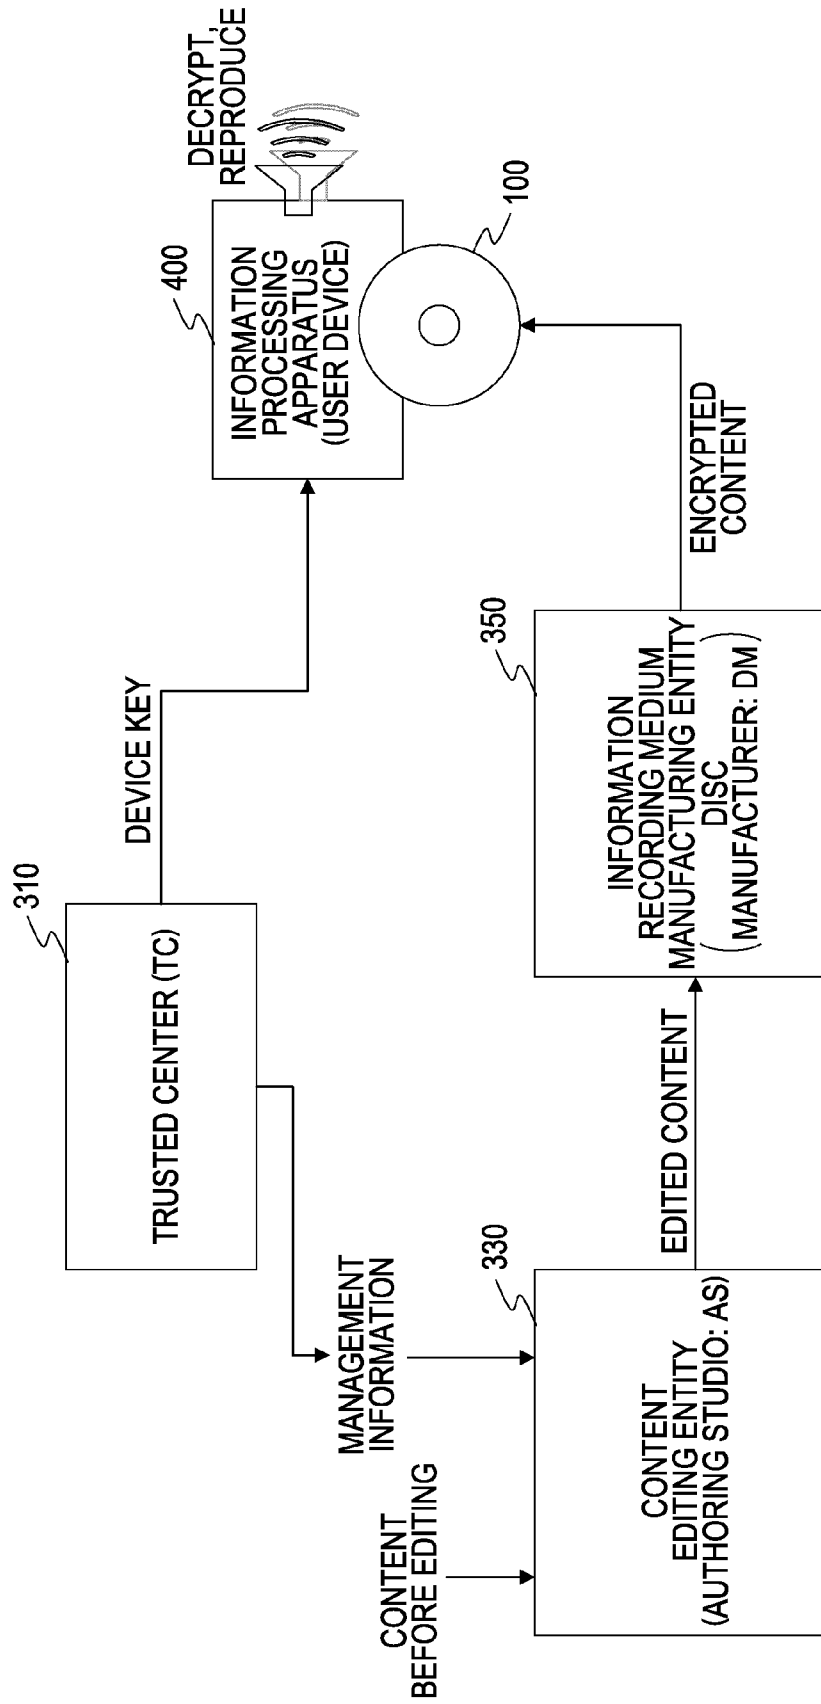 310
TRUSTED CENTER (TC)
DEVICE KEY
400
INFORMATION
PROCESSING
APPARATUS
(USER DEVICE)
DECRYPT,
REPRODUCE
100
MANAGEMENT
INFORMATION
CONTENT
BEFORE EDITING
330
CONTENT
EDITING ENTITY
(AUTHORING STUDIO: AS)
EDITED CONTENT
350
INFORMATION
RECORDING MEDIUM
MANUFACTURING ENTITY
(DISC
MANUFACTURER: DM)
ENCRYPTED
CONTENT